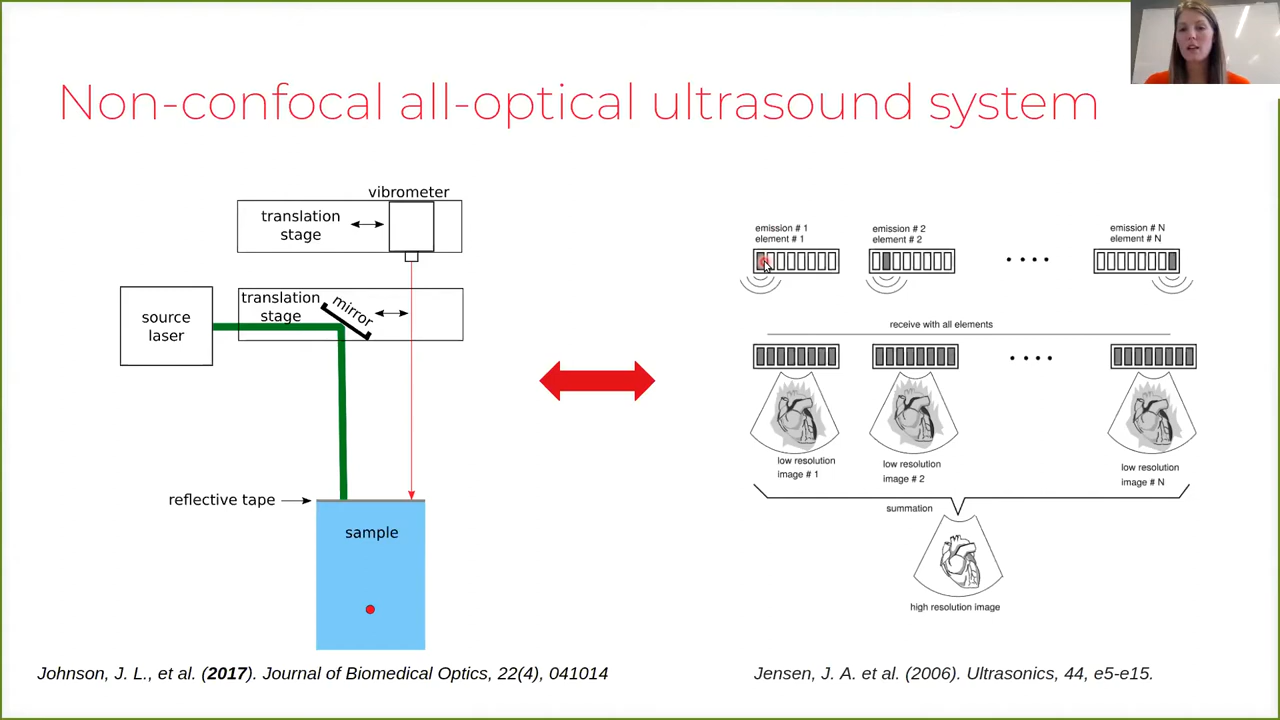 Non-confocal all-optical ultrasound system
vibrometer
translation
stage
translation
stage
mirror
source
laser
reflective tape
sample
Johnson, J. L., et al. (2017). Journal of Biomedical Optics, 22(4), 041014
emission # 1
element # 1
emission # 2
element # 2
emission # N
element # N
receive with all elements
low resolution
image # 1
low resolution
image # 2
low resolution
image # N
summation
high resolution image
Jensen, J. A. et al. (2006). Ultrasonics, 44, e5-e15.